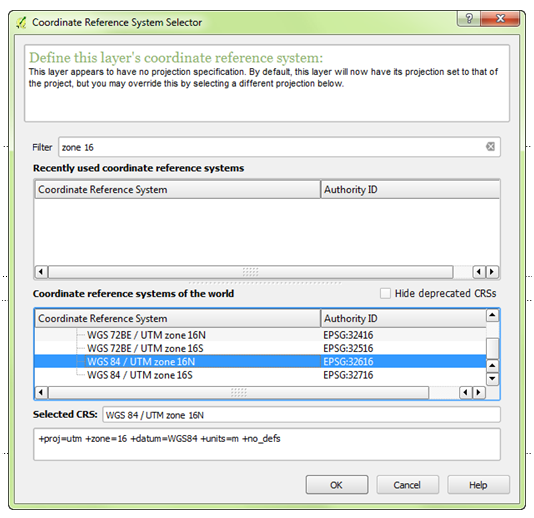 Coordinate Reference System Selector
Define this layer's coordinate reference system:
This layer appears to have no projection specification. By default, this layer will now have its projection set to that of
the project, but you may override this by selecting a different projection below.
Filter zone 16
Recently used coordinate reference systems
Coordinate Reference System Authority ID
Coordinate reference systems of the world Hide deprecated CRSs
Coordinate Reference System Authority ID
WGS 72BE / UTM zone 16N EPSG:32416
WGS 72BE / UTM zone 16S EPSG:32516
WGS 84 / UTM zone 16N EPSG:32616
WGS 84 / UTM zone 16S EPSG:32716
Selected CRS: WGS 84 / UTM zone 16N
+proj=utm +zone=16 +datum=WGS84 +units=m +no_defs
OK Cancel Help